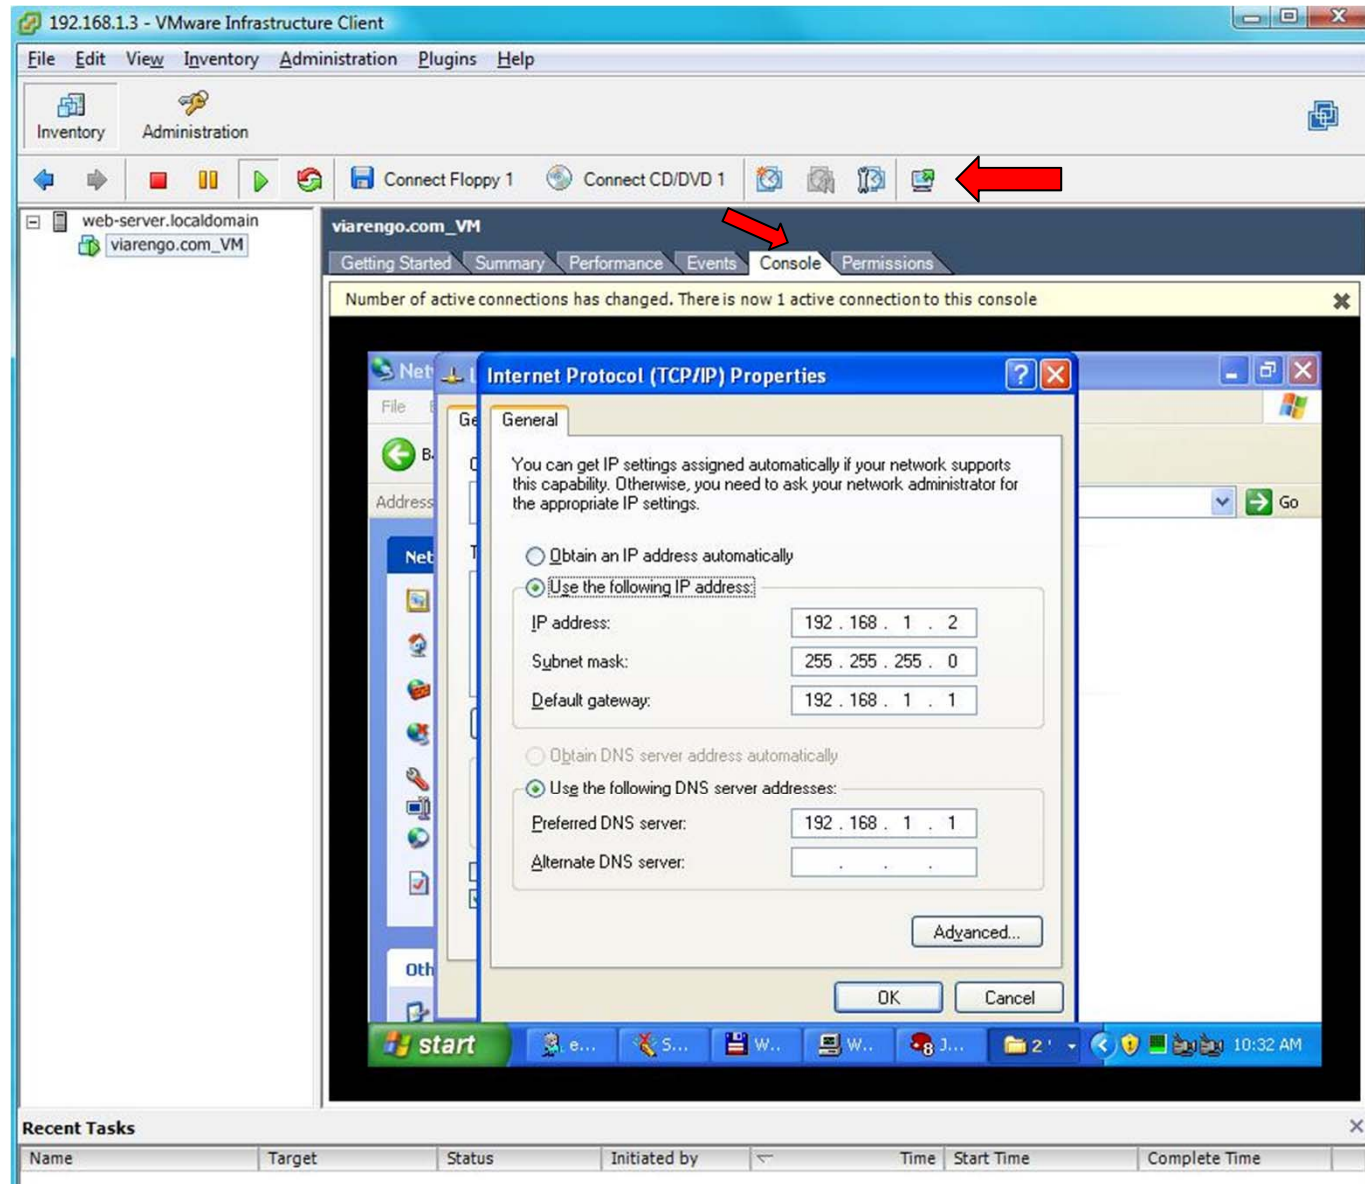 192.168.1.3 - VMware Infrastructure Client
File Edit View Inventory Administration Plugins Help
Inventory Administration
Connect Floppy 1 Connect CD/DVD 1
web-server.localdomain
viarengo.com_VM
viarengo.com_VM
Getting Started Summary Performance Events Console Permissions
Number of active connections has changed. There is now 1 active connection to this console
Net
Internet Protocol (TCP/IP) Properties
File
Ge
General
B
You can get IP settings assigned automatically if your network supports
this capability. Otherwise, you need to ask your network administrator for
the appropriate IP settings.
Address
Go
Net
Obtain an IP address automatically
Use the following IP address:
IP address: 192 . 168 . 1 . 2
Subnet mask: 255 . 255 . 255 . 0
Default gateway: 192 . 168 . 1 . 1
Obtain DNS server address automatically
Use the following DNS server addresses:
Preferred DNS server: 192 . 168 . 1 . 1
Alternate DNS server: . . .
Advanced...
Oth
OK Cancel
start e... S... W.. W.. J... 2 ' 10:32 AM
Recent Tasks
Name Target Status Initiated by Time Start Time Complete Time